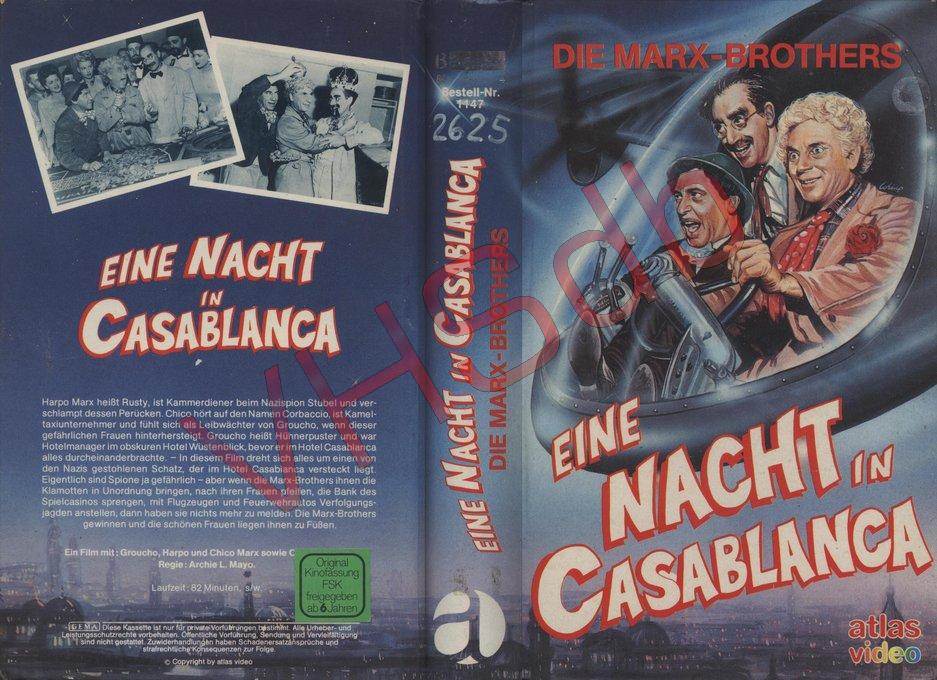 EINE NACHT
IN
CASABLANCA
Harpo Marx heißt Rusty, ist Kammerdiener beim Nazispion Stubel und ver-
schlampt dessen Perücken. Chico hört auf den Namen Corbaccio, ist Kamel-
taxiunternehmer und fühlt sich als Leibwächter von Groucho, wenn dieser
gefährlichen Frauen hinterhersteigt. Groucho heißt Hühnerpuster und war
Hotelmanager im obskuren Hotel Wüstenblick, bevor er im Hotel Casablanca
alles durcheinanderbrachte. – In diesem Film dreht sich alles um einen von
den Nazis gestohlenen Schatz, der im Hotel Casablanca versteckt liegt.
Eigentlich sind Spione ja gefährlich – aber wenn die Marx-Brothers ihnen die
Klamotten in Unordnung bringen, nach ihren Frauen schielen, die Bank des
Spielcasinos sprengen, mit Flugzeugen und Feuerwehrautos Verfolgungs-
jagden anstellen, dann haben sie nichts mehr zu melden. Die Marx-Brothers
gewinnen und die schönen Frauen liegen ihnen zu Füßen.
Ein Film mit: Groucho, Harpo und Chico Marx sowie
Regie: Archie L. Mayo.
Laufzeit: 82 Minuten, s/w.
Original
Kinofassung
FSK
freigegeben
ab 6 Jahren
GEMA Diese Kassette ist nur für private Vorführungen bestimmt. Alle Urheber- und
Leistungsschutzrechte vorbehalten. Öffentliche Vorführung, Sendung und Vervielfältigung
sind nicht gestattet. Zuwiderhandlungen haben Schadenersatzansprüche und
strafrechtliche Konsequenzen zur Folge.
© Copyright by atlas video
Bestell-Nr.
1147
2625
EINE NACHT IN CASABLANCA
DIE MARX-BROTHERS
a
DIE MARX-BROTHERS
EINE
NACHT IN
CASABLANCA
atlas
video
VHSdb